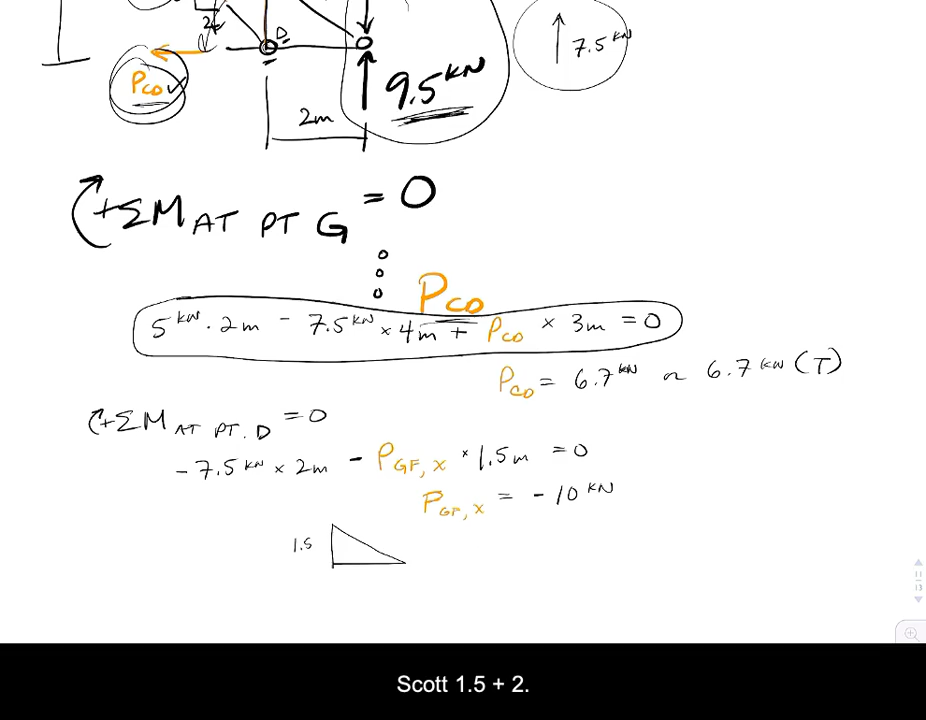 D
7.5 kN
Pco
9.5 kN
2m
+ΣM AT PT G = 0
Pco
5 kN · 2m - 7.5 kN × 4m + Pco × 3m = 0
Pco = 6.7 kN or 6.7 kN (T)
+ΣM AT PT. D = 0
- 7.5 kN × 2m - PGF, x × 1.5m = 0
PGF, x = - 10 kN
1.5
Scott 1.5 + 2.